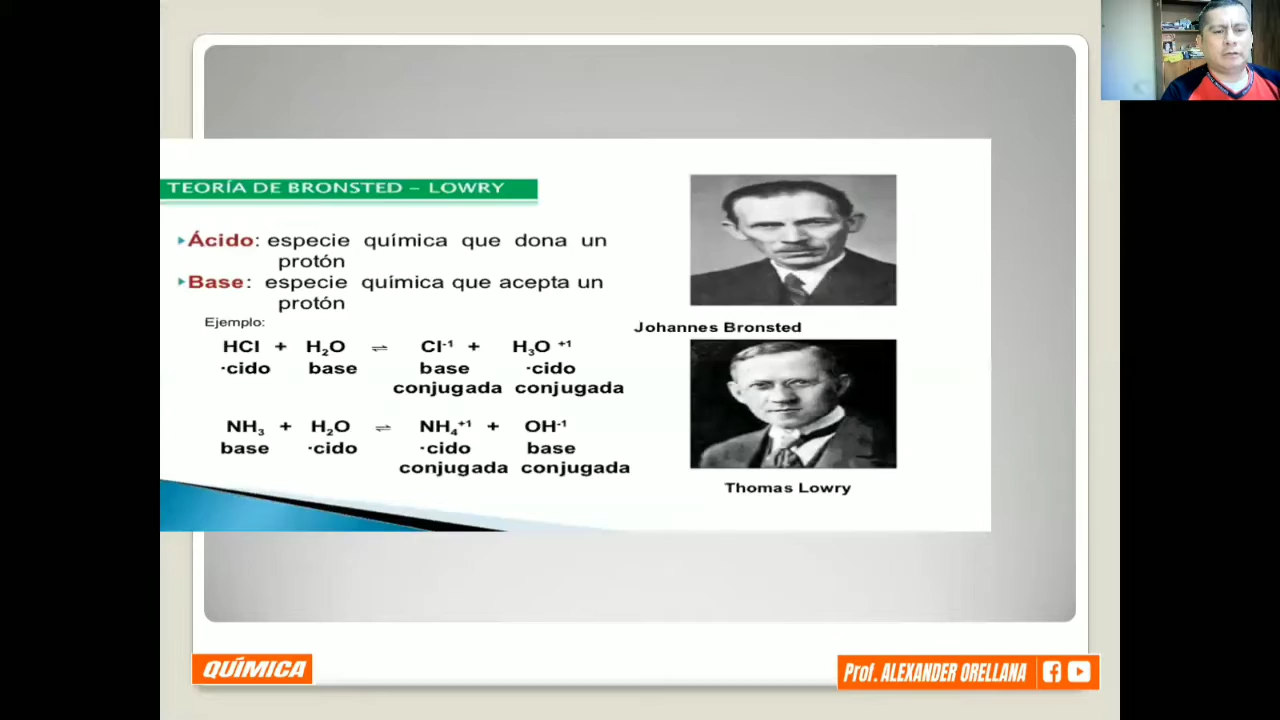 TEORÍA DE BRONSTED – LOWRY
Ácido: especie química que dona un
protón
Base: especie química que acepta un
protón
Ejemplo:
HCl + H₂O ⇌ Cl⁻¹ + H₃O ⁺¹
·cido base base ·cido
conjugada conjugada
NH₃ + H₂O ⇌ NH₄⁺¹ + OH⁻¹
base ·cido ·cido base
conjugada conjugada
Johannes Bronsted
Thomas Lowry
QUÍMICA
Prof. ALEXANDER ORELLANA